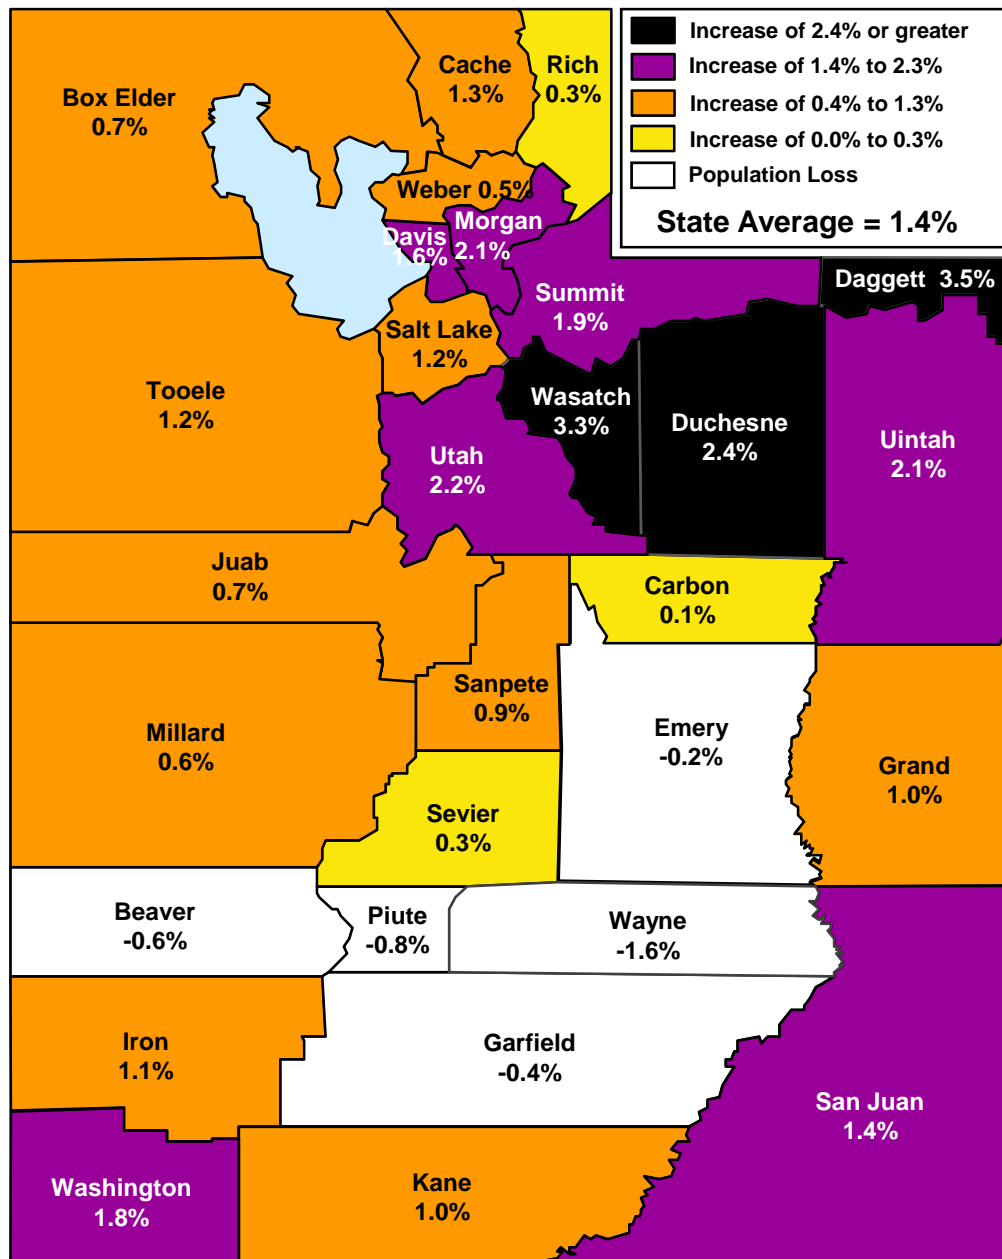 Increase of 2.4% or greater
Increase of 1.4% to 2.3%
Increase of 0.4% to 1.3%
Increase of 0.0% to 0.3%
Population Loss
State Average = 1.4%
Box Elder
0.7%
Cache
1.3%
Rich
0.3%
Weber 0.5%
Morgan
2.1%
Davis
1.6%
Summit
1.9%
Daggett 3.5%
Salt Lake
1.2%
Tooele
1.2%
Wasatch
3.3%
Duchesne
2.4%
Uintah
2.1%
Utah
2.2%
Juab
0.7%
Carbon
0.1%
Sanpete
0.9%
Millard
0.6%
Emery
-0.2%
Grand
1.0%
Sevier
0.3%
Beaver
-0.6%
Piute
-0.8%
Wayne
-1.6%
Iron
1.1%
Garfield
-0.4%
San Juan
1.4%
Washington
1.8%
Kane
1.0%